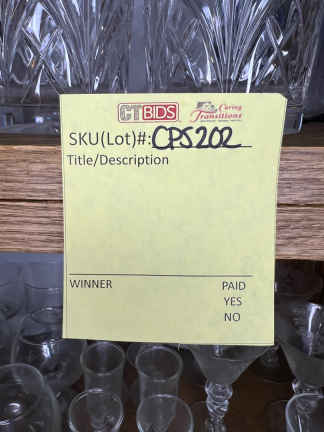 CTBIDS Caring Transitions
SKU(Lot)#: CPS202
Title/Description
WINNER PAID
YES
NO